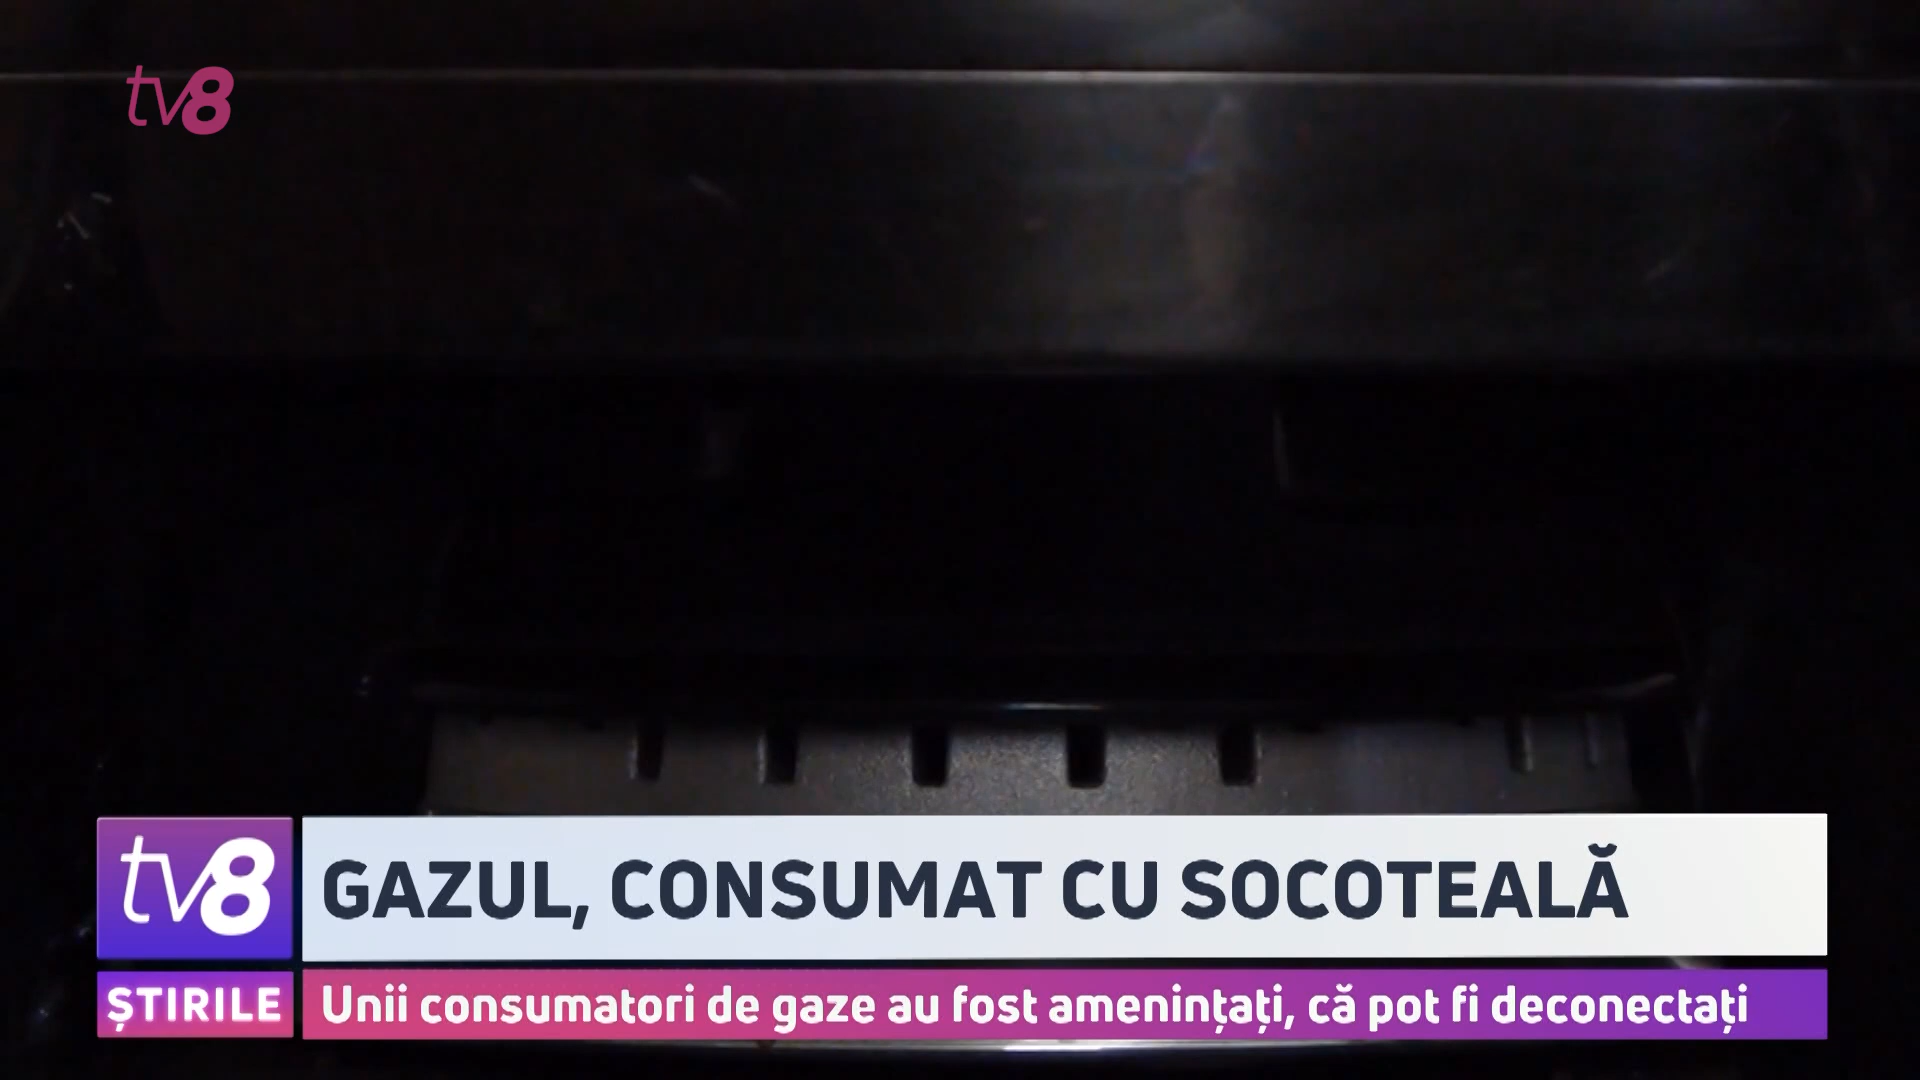 tv8
tv8
GAZUL, CONSUMAT CU SOCOTEALĂ
ȘTIRILE
Unii consumatori de gaze au fost amenințați, că pot fi deconectați